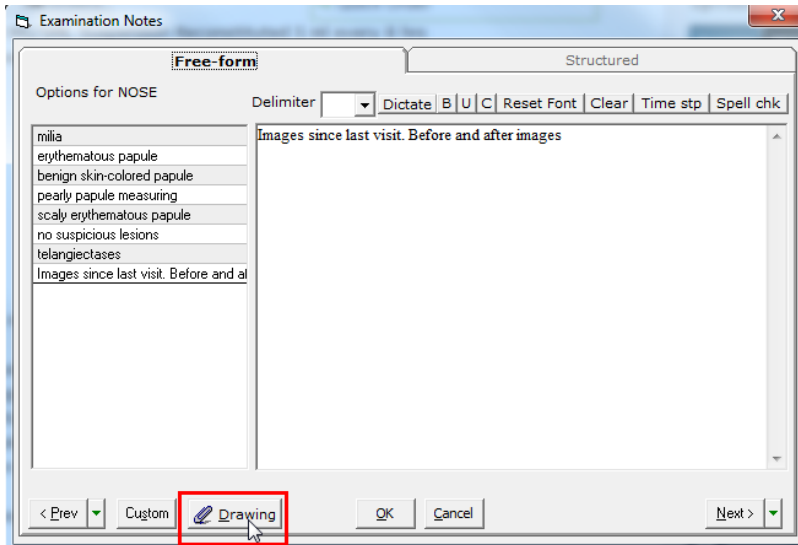 Examination Notes
Free-form
Structured
Options for NOSE
Delimiter
Dictate B U C Reset Font Clear Time stp Spell chk
milia
erythematous papule
benign skin-colored papule
pearly papule measuring
scaly erythematous papule
no suspicious lesions
telangiectases
Images since last visit. Before and af
Images since last visit. Before and after images
< Prev Custom Drawing OK Cancel Next >